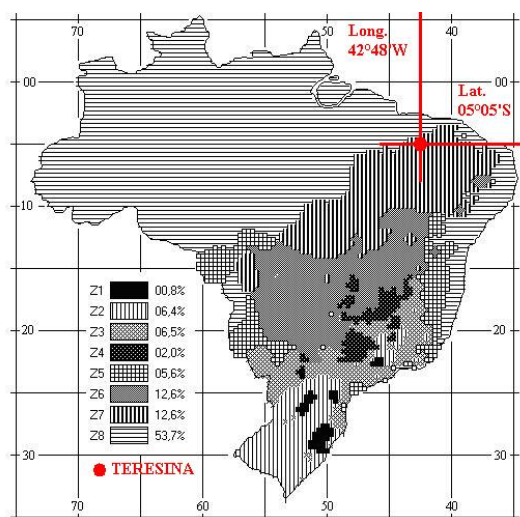 70
50
40
Long.
42°48'W
00
00
Lat.
05°05'S
10
10
Z1 00,8%
Z2 06,4%
Z3 06,5%
Z4 02,0%
Z5 05,6%
Z6 12,6%
Z7 12,6%
Z8 53,7%
20
20
30
30
TERESINA
70
60
50
40